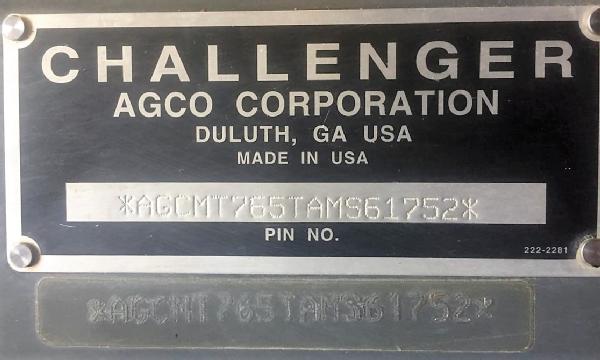 CHALLENGER
AGCO CORPORATION
DULUTH, GA USA
MADE IN USA
*AGCMT765TAMS61752*
PIN NO.
222-2281
*AGCMT765TAMS61752*